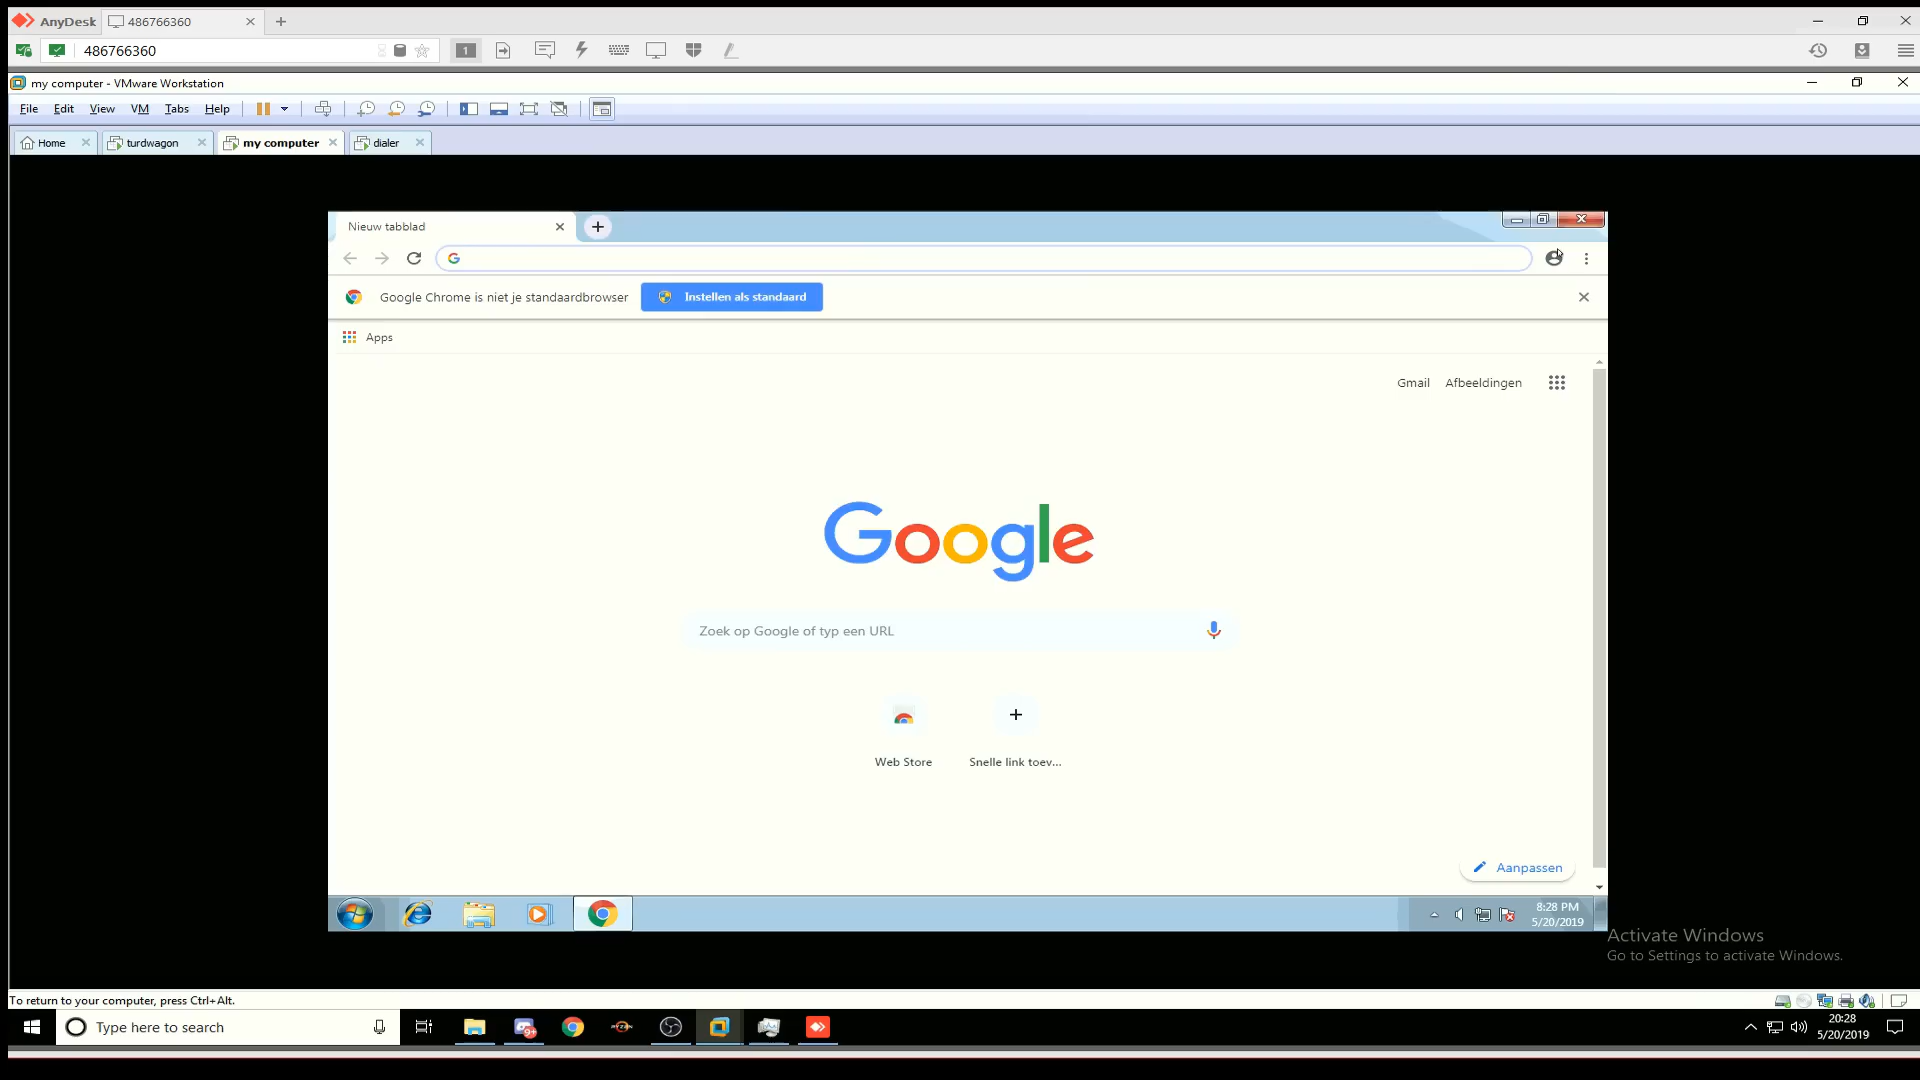 AnyDesk 486766360
486766360 1
my computer - VMware Workstation
File Edit View VM Tabs Help
Home turdwagon my computer dialer
Nieuw tabblad
Google Chrome is niet je standaardbrowser Instellen als standaard
Apps
Gmail Afbeeldingen
Google
Zoek op Google of typ een URL
Web Store Snelle link toev...
Aanpassen
8:28 PM
5/20/2019
Activate Windows
Go to Settings to activate Windows.
To return to your computer, press Ctrl+Alt.
Type here to search 9+ RYZEN 20:28
5/20/2019